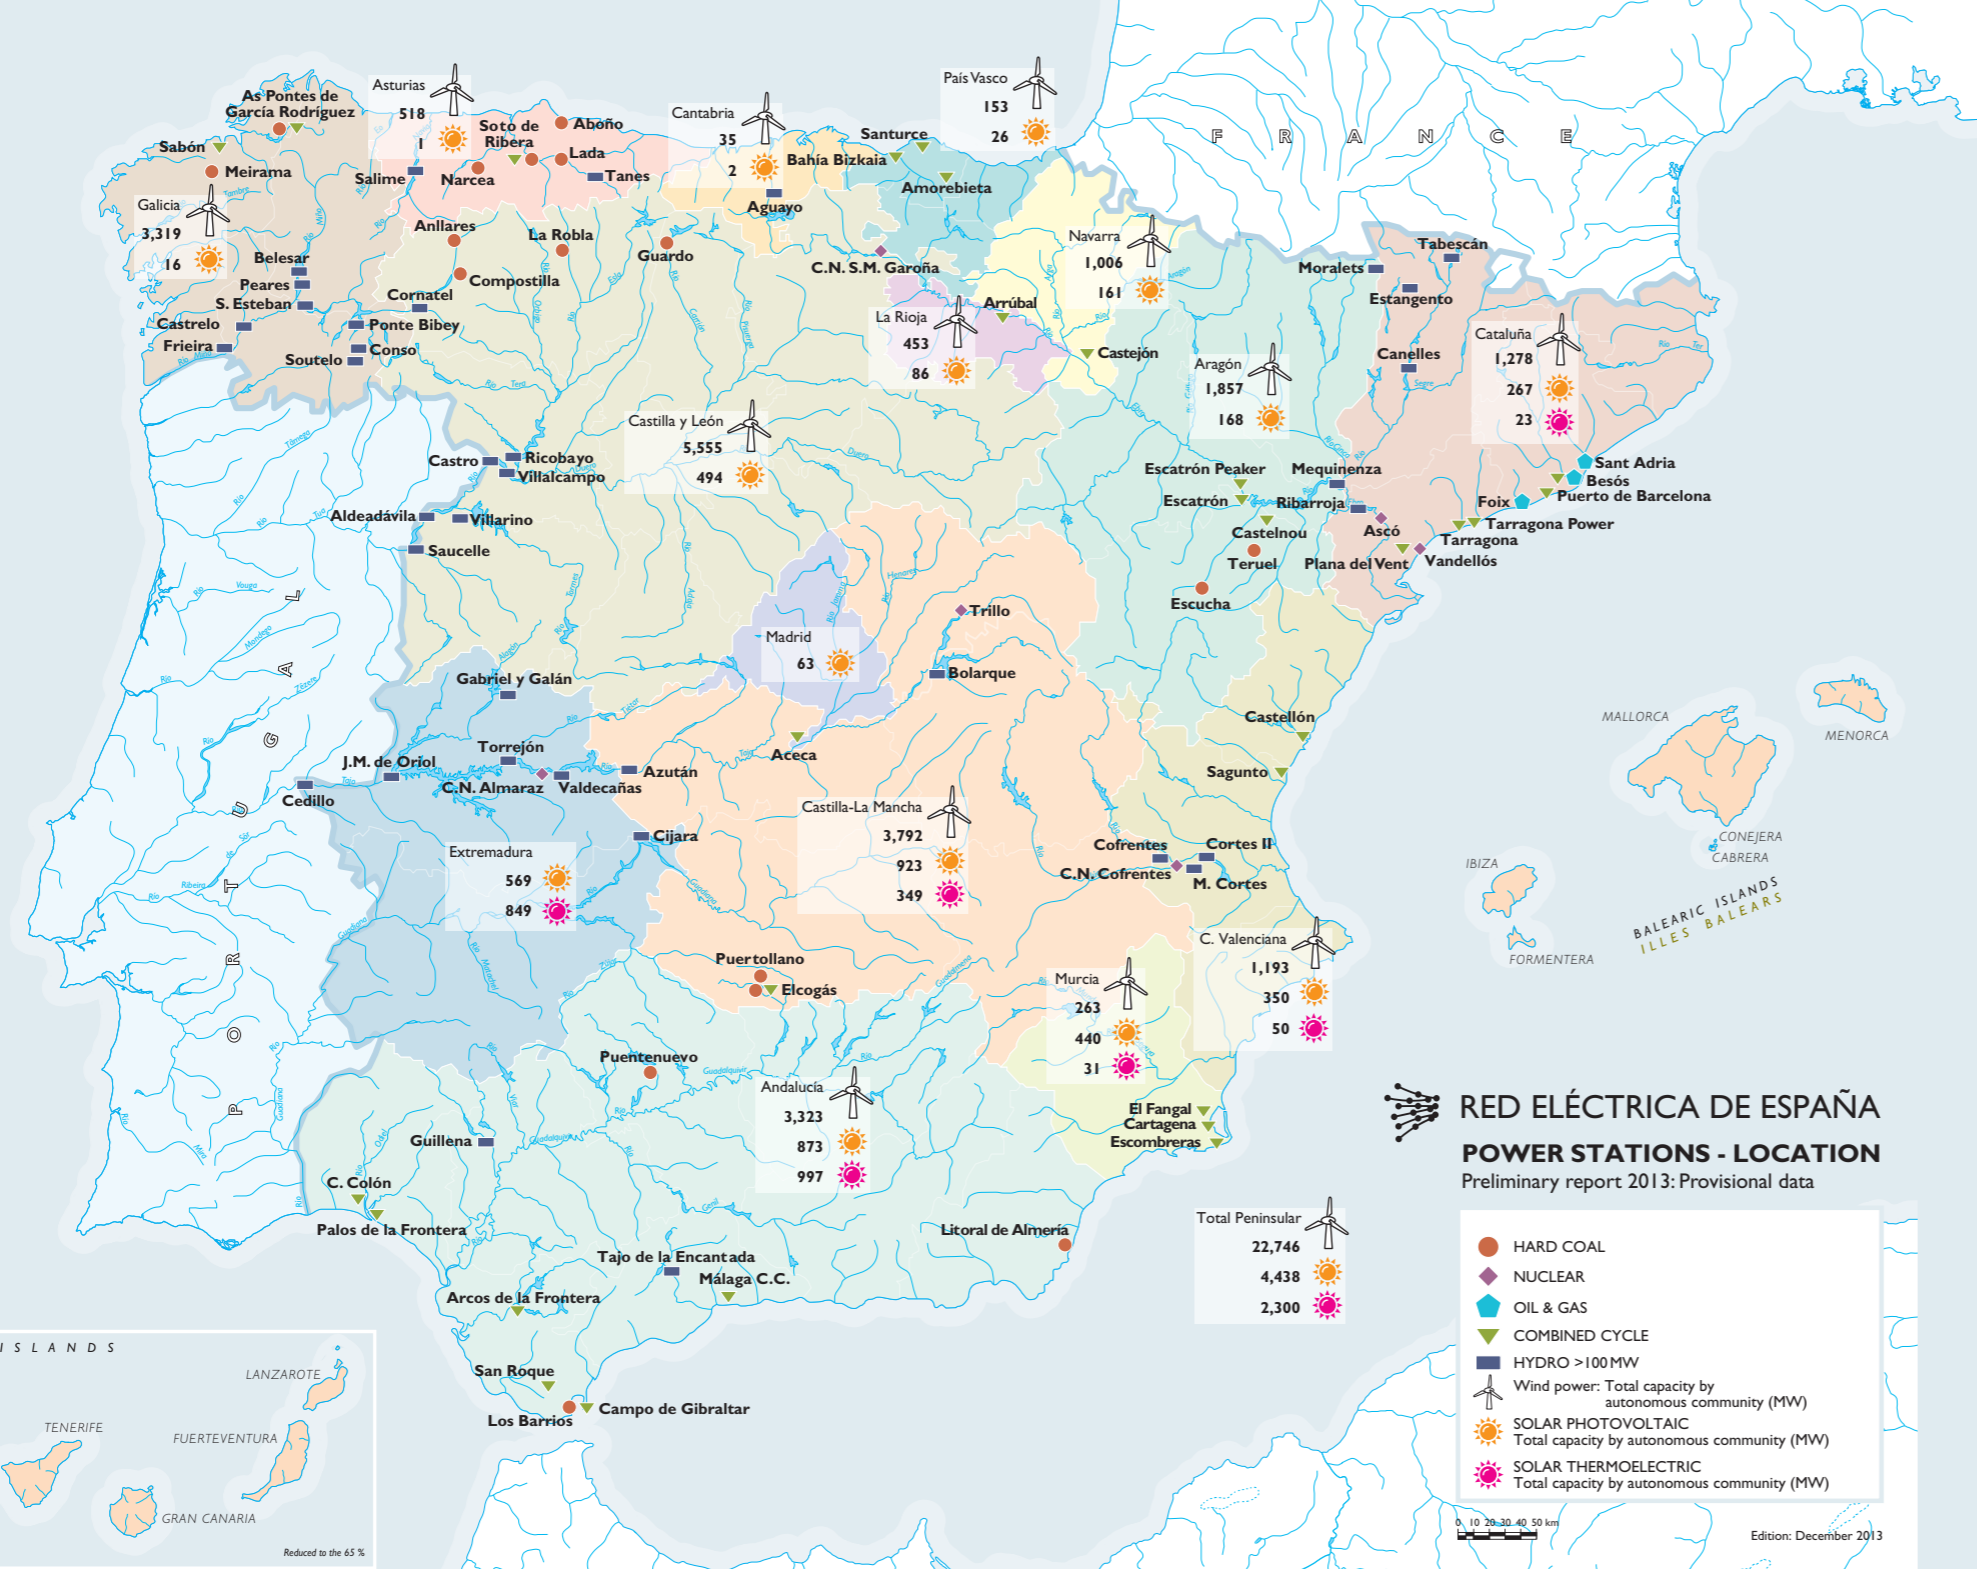 As Pontes de
García Rodríguez
Sabón
Meirama
Galicia
3,319
16
Belesar
Peares
S. Esteban
Castrelo
Frieira
Soutelo
Conso
Ponte Bibey
Cornatel
Asturias
518
1
Salime
Narcea
Soto de
Ribera
Aboño
Lada
Tanes
Anllares
Compostilla
La Robla
Guardo
Cantabria
35
2
Aguayo
País Vasco
153
26
Santurce
Bahía Bizkaia
Amorebieta
C.N. S.M. Garoña
Navarra
1,006
161
La Rioja
453
86
Arrúbal
Castejón
FRANCE
Aragón
1,857
168
Moralets
Tabescán
Estangento
Canelles
Cataluña
1,278
267
23
Castilla y León
5,555
494
Castro
Ricobayo
Villalcampo
Aldeadávila
Villarino
Saucelle
Escatrón Peaker
Escatrón
Mequinenza
Ribarroja
Castelnou
Teruel
Escucha
Ascó
Plana del Vent
Vandellós
Sant Adria
Besós
Puerto de Barcelona
Foix
Tarragona Power
Tarragona
Madrid
63
Trillo
Bolarque
Aceca
Gabriel y Galán
Torrejón
J.M. de Oriol
Cedillo
C.N. Almaraz
Valdecañas
Azután
Cijara
Extremadura
569
849
Castilla-La Mancha
3,792
923
349
Castellón
Sagunto
Cofrentes
C.N. Cofrentes
Cortes II
M. Cortes
C. Valenciana
1,193
350
50
Murcia
263
440
31
Puertollano
Elcogás
Puentenuevo
Andalucía
3,323
873
997
Guillena
C. Colón
Palos de la Frontera
El Fangal
Cartagena
Escombreras
Litoral de Almería
Tajo de la Encantada
Málaga C.C.
Arcos de la Frontera
San Roque
Los Barrios
Campo de Gibraltar
PORTUGAL
MALLORCA
MENORCA
CONEJERA
CABRERA
IBIZA
FORMENTERA
BALEARIC ISLANDS
ILLES BALEARS
RED ELÉCTRICA DE ESPAÑA
POWER STATIONS - LOCATION
Preliminary report 2013: Provisional data
Total Peninsular
22,746
4,438
2,300
HARD COAL
NUCLEAR
OIL & GAS
COMBINED CYCLE
HYDRO >100 MW
Wind power: Total capacity by
autonomous community (MW)
SOLAR PHOTOVOLTAIC
Total capacity by autonomous community (MW)
SOLAR THERMOELECTRIC
Total capacity by autonomous community (MW)
0 10 20 30 40 50 km
Edition: December 2013
ISLANDS
LANZAROTE
TENERIFE
FUERTEVENTURA
GRAN CANARIA
Reduced to the 65 %